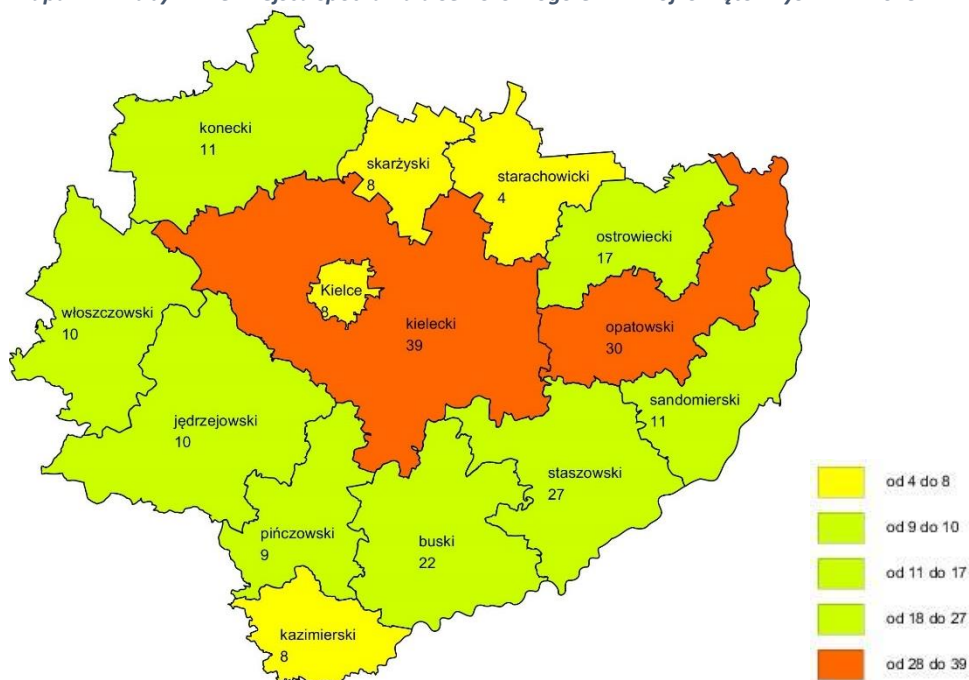 konecki
11
skarżyski
8
starachowicki
4
ostrowiecki
17
włoszczowski
10
Kielce
8
kielecki
39
opatowski
30
sandomierski
11
jędrzejowski
10
staszowski
27
pińczowski
9
buski
22
kazimierski
8
od 4 do 8
od 9 do 10
od 11 do 17
od 18 do 27
od 28 do 39